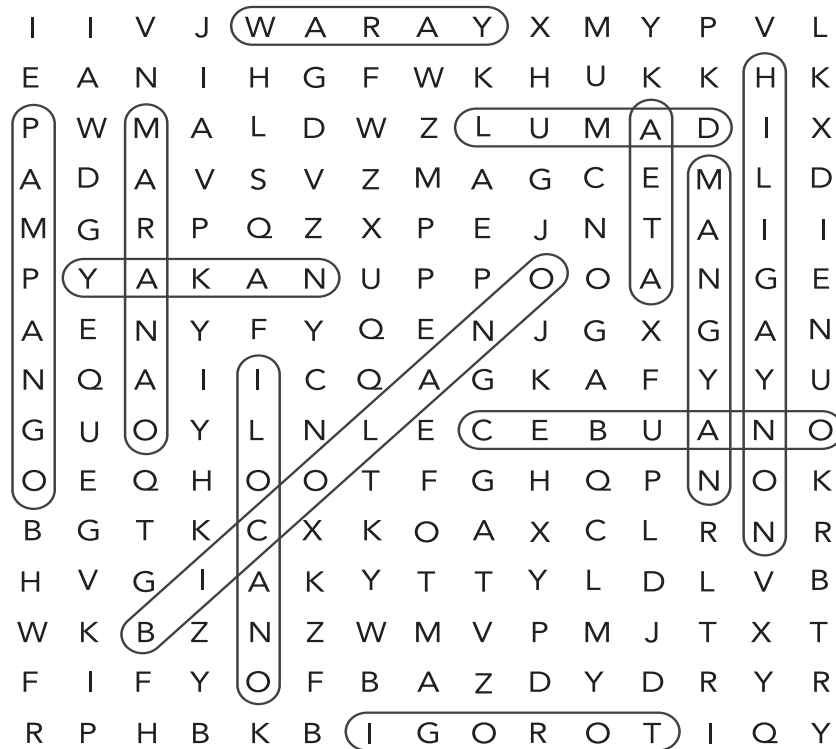 I I V J W A R A Y X M Y P V L
E A N I H G F W K H U K K H K
P W M A L D W Z L U M A D I X
A D A V S V Z M A G C E M L D
M G R P Q Z X P E J N T A I I
P Y A K A N U P P O O A N G E
A E N Y F Y Q E N J G X G A N
N Q A I I C Q A G K A F Y Y U
G U O Y L N L E C E B U A N O
O E Q H O O T F G H Q P N O K
B G T K C X K O A X C L R N R
H V G I A K Y T T Y L D L V B
W K B Z N Z W M V P M J T X T
F I F Y O F B A Z D Y D R Y R
R P H B K B I G O R O T I Q Y